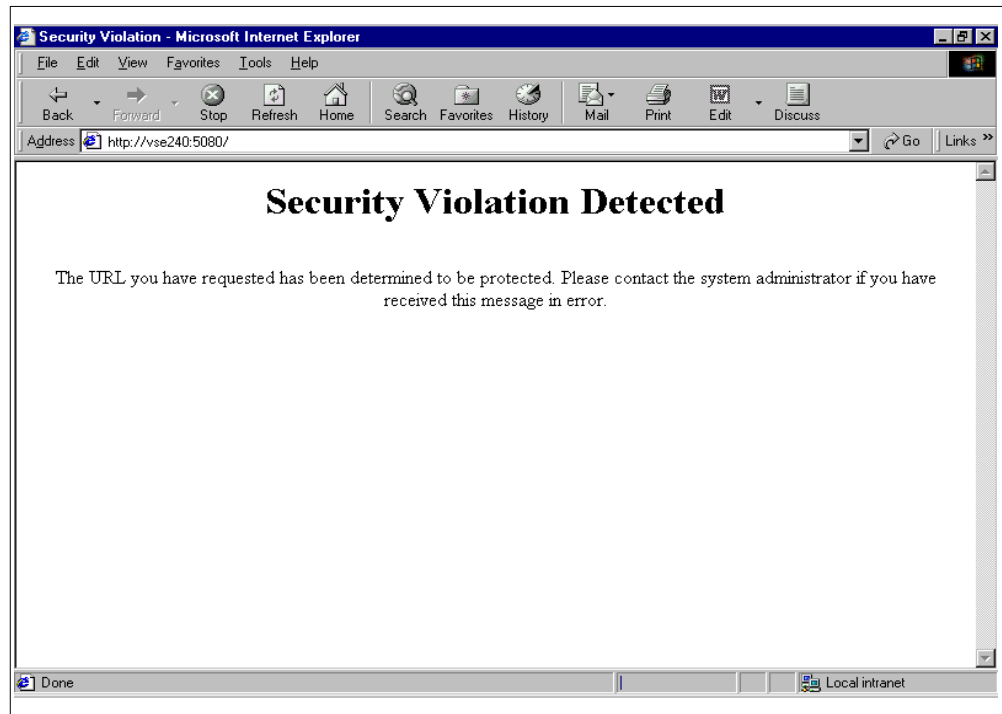 Security Violation - Microsoft Internet Explorer
File Edit View Favorites Tools Help
Back Forward Stop Refresh Home Search Favorites History Mail Print Edit Discuss
Address http://vse240:5080/ Go Links »
Security Violation Detected
The URL you have requested has been determined to be protected. Please contact the system administrator if you have
received this message in error.
Done Local intranet